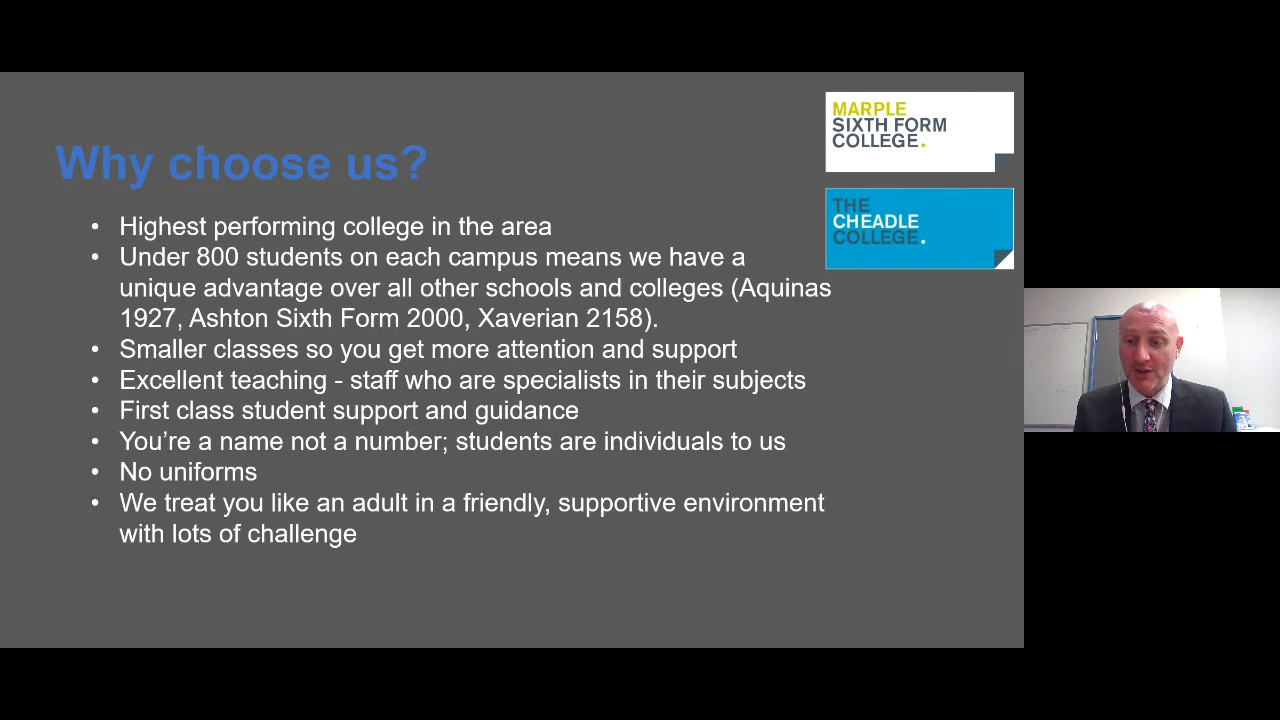 MARPLE
SIXTH FORM
COLLEGE.
Why choose us?
THE
CHEADLE
COLLEGE.
• Highest performing college in the area
• Under 800 students on each campus means we have a
unique advantage over all other schools and colleges (Aquinas
1927, Ashton Sixth Form 2000, Xaverian 2158).
• Smaller classes so you get more attention and support
• Excellent teaching - staff who are specialists in their subjects
• First class student support and guidance
• You’re a name not a number; students are individuals to us
• No uniforms
• We treat you like an adult in a friendly, supportive environment
with lots of challenge